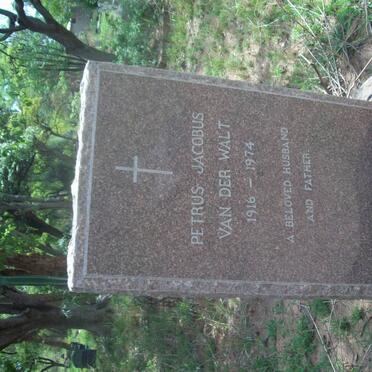 PETRUS JACOBUS
VAN DER WALT
1916 – 1974
A BELOVED HUSBAND
AND FATHER